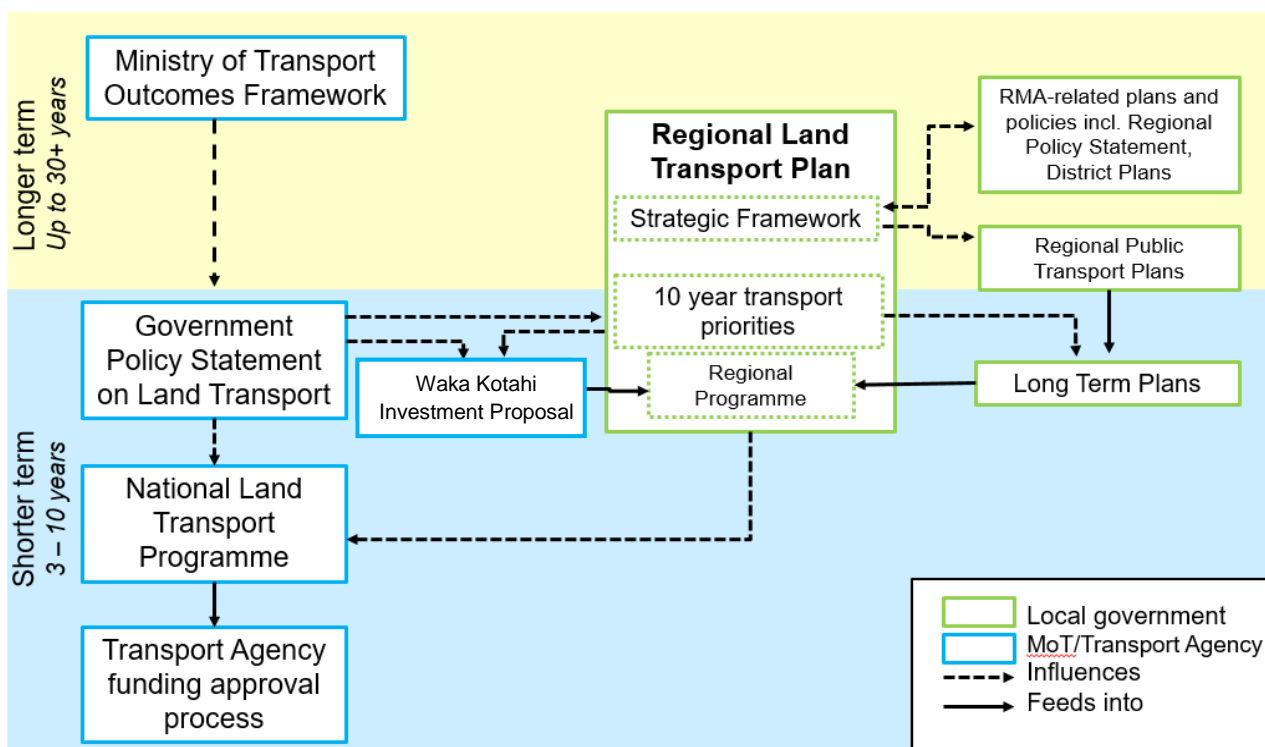 Longer term
Up to 30+ years
Ministry of Transport
Outcomes Framework
Regional Land
Transport Plan
Strategic Framework
10 year transport
priorities
Regional
Programme
RMA-related plans and
policies incl. Regional
Policy Statement,
District Plans
Regional Public
Transport Plans
Long Term Plans
Shorter term
3 – 10 years
Government
Policy Statement
on Land Transport
Waka Kotahi
Investment Proposal
National Land
Transport
Programme
Transport Agency
funding approval
process
Local government
MoT/Transport Agency
Influences
Feeds into